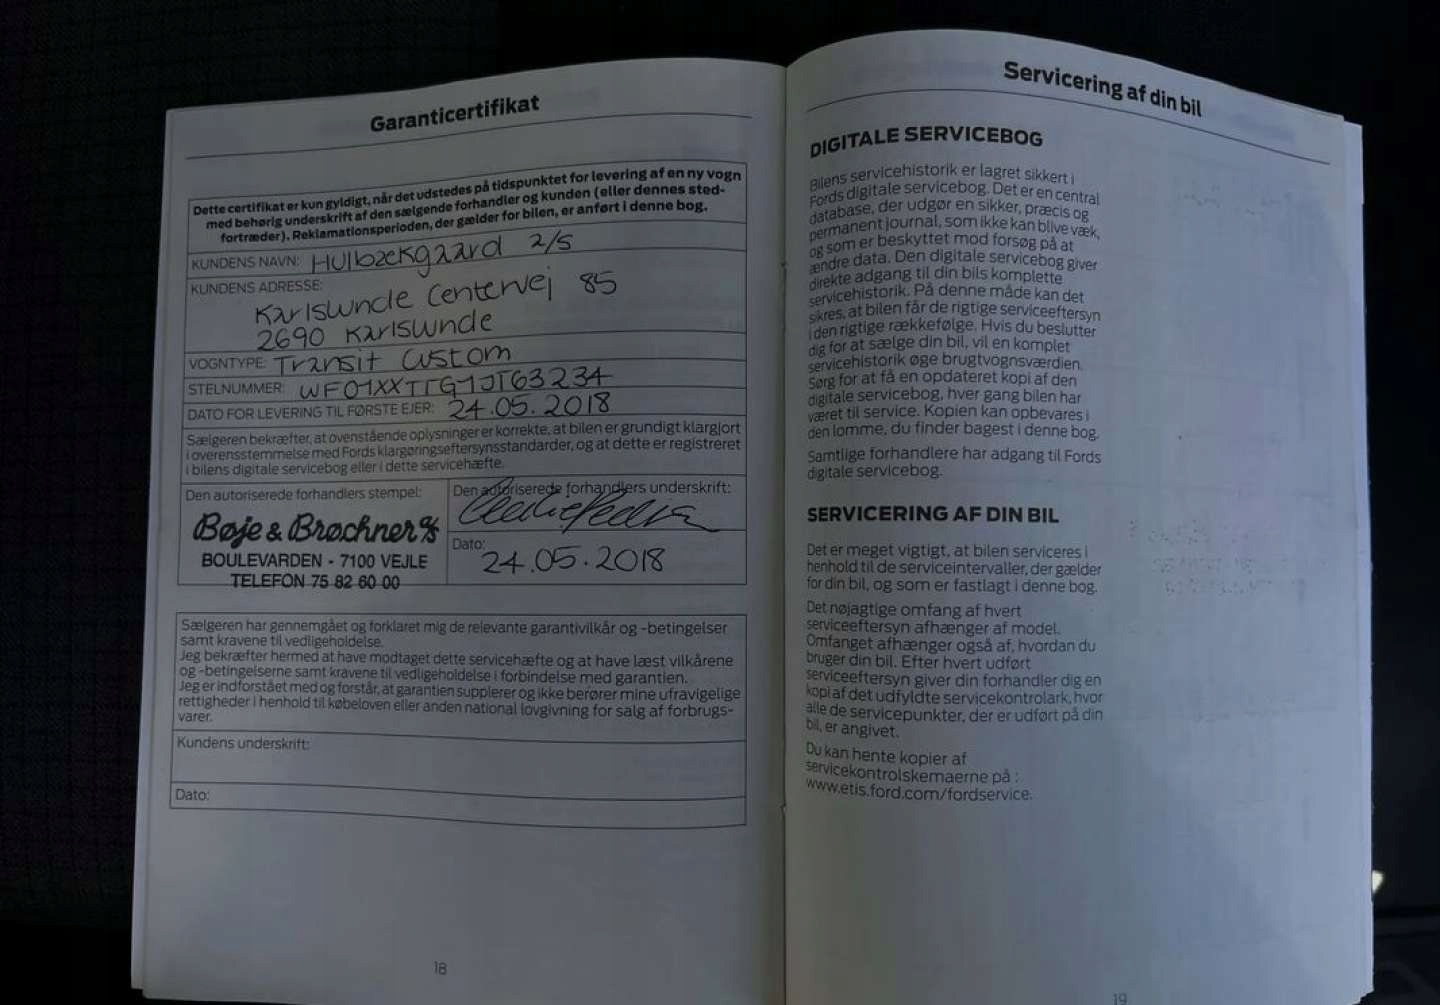 Garanticertifikat
Dette certifikat er kun gyldigt, når det udstedes på tidspunktet for levering af en ny vogn
med behørig underskrift af den sælgende forhandler og kunden (eller dennes sted-
fortræder). Reklamationsperioden, der gælder for bilen, er anført i denne bog.
KUNDENS NAVN: Hulbækgaard 2/S
KUNDENS ADRESSE:
Karlslunde Centervej 85
2690 Karlslunde
VOGNTYPE: Transit Custom
STELNUMMER: WF01XXTTG1JT63234
DATO FOR LEVERING TIL FØRSTE EJER: 24.05.2018
Sælgeren bekræfter, at ovenstående oplysninger er korrekte, at bilen er grundigt klargjort
i overensstemmelse med Fords klargøringseftersynsstandarder, og at dette er registreret
i bilens digitale servicebog eller i dette servicehæfte.
Den autoriserede forhandlers stempel:
Bøje & Brøchner A/S
BOULEVARDEN - 7100 VEJLE
TELEFON 75 82 60 00
Den autoriserede forhandlers underskrift:
Dato:
24.05.2018
Sælgeren har gennemgået og forklaret mig de relevante garantivilkår og -betingelser
samt kravene til vedligeholdelse.
Jeg bekræfter hermed at have modtaget dette servicehæfte og at have læst vilkårene
og -betingelserne samt kravene til vedligeholdelse i forbindelse med garantien.
Jeg er indforstået med og forstår, at garantien supplerer og ikke berører mine ufravigelige
rettigheder i henhold til købeloven eller anden national lovgivning for salg af forbrugs-
varer.
Kundens underskrift:
Dato:
18
Servicering af din bil
DIGITALE SERVICEBOG
Bilens servicehistorik er lagret sikkert i
Fords digitale servicebog. Det er en central
database, der udgør en sikker, præcis og
permanent journal, som ikke kan blive væk,
og som er beskyttet mod forsøg på at
ændre data. Den digitale servicebog giver
direkte adgang til din bils komplette
servicehistorik. På denne måde kan det
sikres, at bilen får de rigtige serviceeftersyn
i den rigtige rækkefølge. Hvis du beslutter
dig for at sælge din bil, vil en komplet
servicehistorik øge brugtvognsværdien.
Sørg for at få en opdateret kopi af den
digitale servicebog, hver gang bilen har
været til service. Kopien kan opbevares i
den lomme, du finder bagest i denne bog.
Samtlige forhandlere har adgang til Fords
digitale servicebog.
SERVICERING AF DIN BIL
Det er meget vigtigt, at bilen serviceres i
henhold til de serviceintervaller, der gælder
for din bil, og som er fastlagt i denne bog.
Det nøjagtige omfang af hvert
serviceeftersyn afhænger af model.
Omfanget afhænger også af, hvordan du
bruger din bil. Efter hvert udført
serviceeftersyn giver din forhandler dig en
kopi af det udfyldte servicekontrolark, hvor
alle de servicepunkter, der er udført på din
bil, er angivet.
Du kan hente kopier af
servicekontrolskemaerne på :
www.etis.ford.com/fordservice.
19